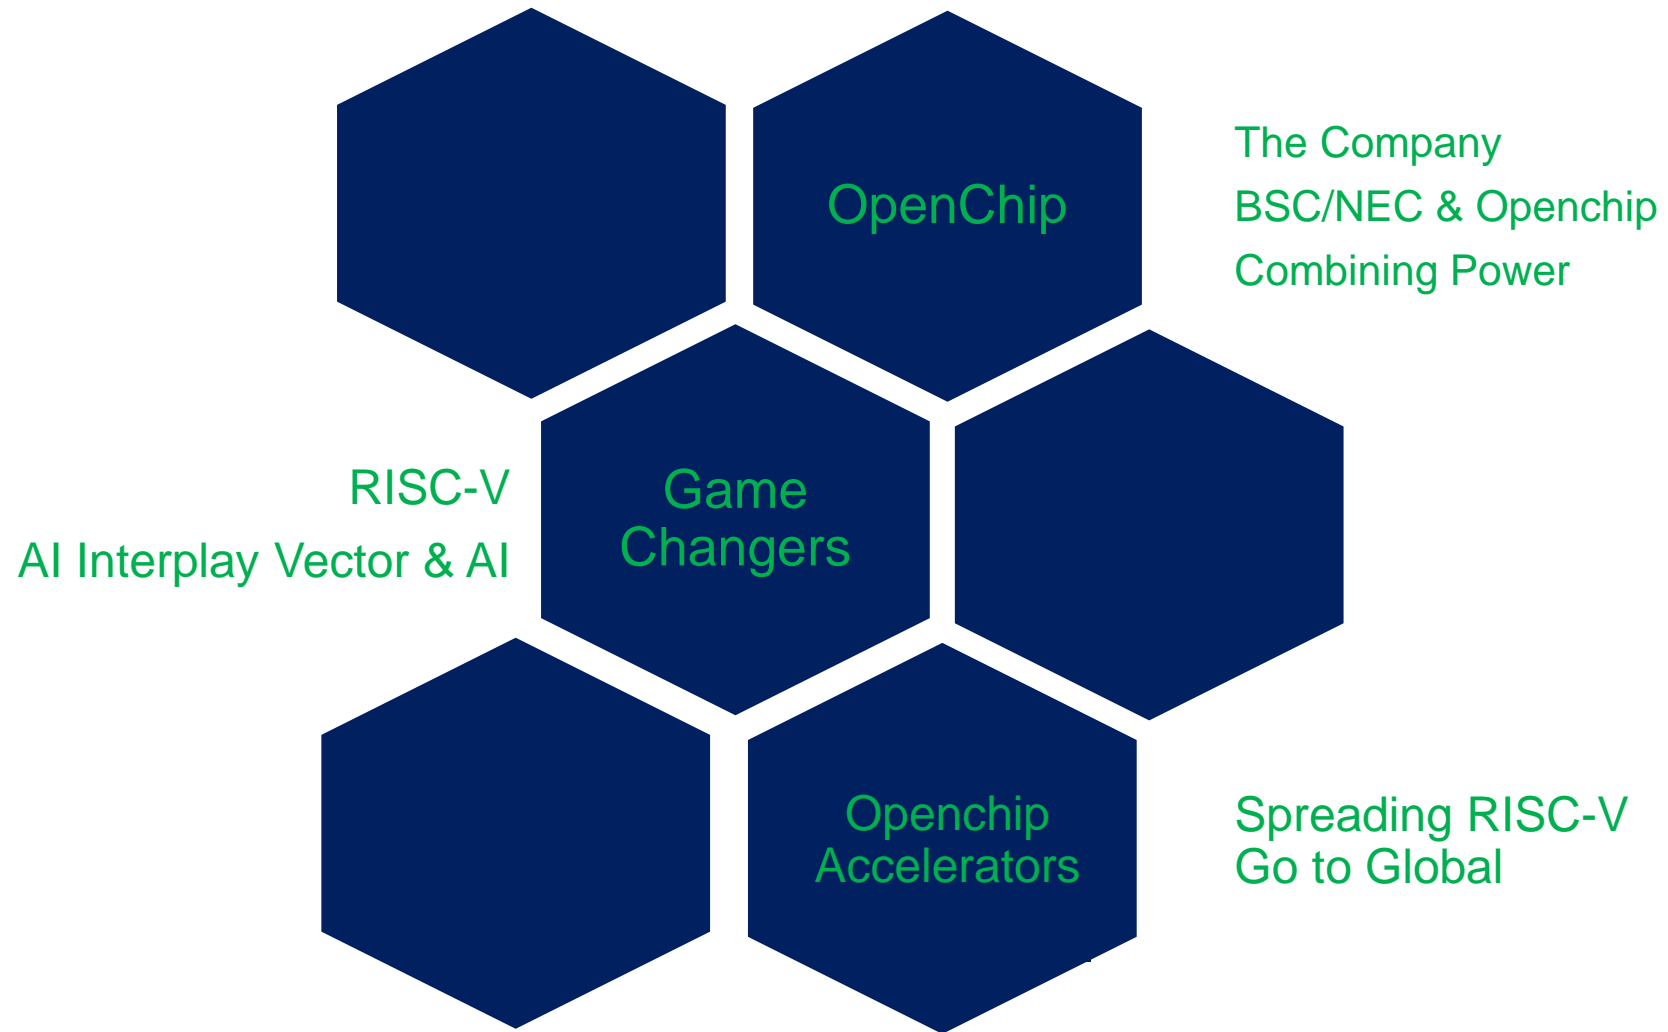 OpenChip
The Company
BSC/NEC & Openchip
Combining Power
RISC-V
AI Interplay Vector & AI
Game
Changers
Openchip
Accelerators
Spreading RISC-V
Go to Global